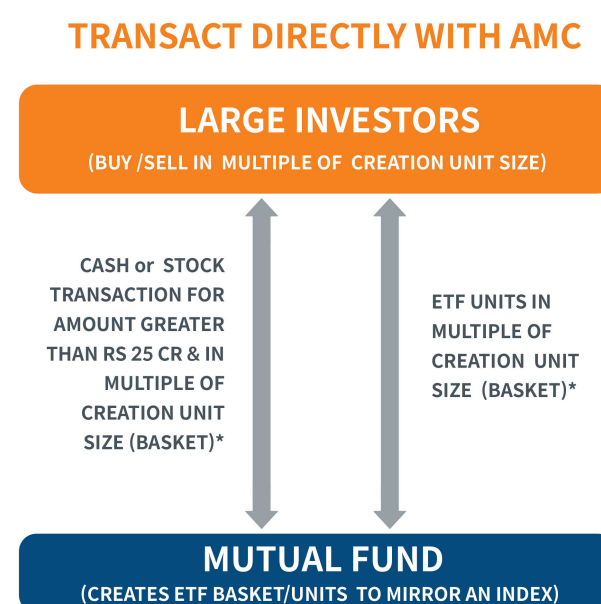 TRANSACT DIRECTLY WITH AMC
LARGE INVESTORS
(BUY /SELL IN MULTIPLE OF CREATION UNIT SIZE)
CASH or STOCK
TRANSACTION FOR
AMOUNT GREATER
THAN RS 25 CR & IN
MULTIPLE OF
CREATION UNIT
SIZE (BASKET)*
ETF UNITS IN
MULTIPLE OF
CREATION UNIT
SIZE (BASKET)*
MUTUAL FUND
(CREATES ETF BASKET/UNITS TO MIRROR AN INDEX)